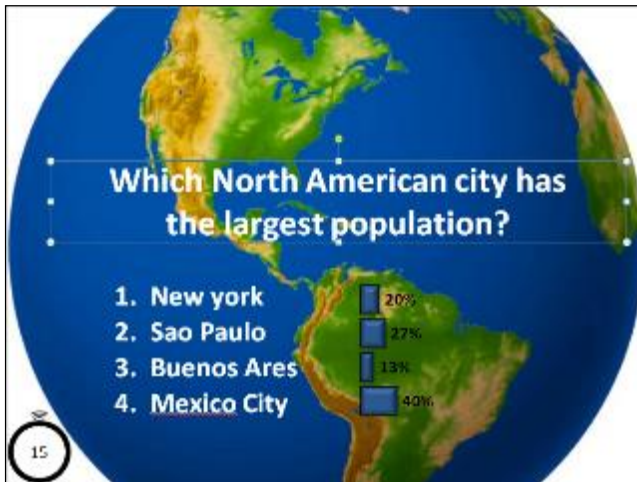 Which North American city has
the largest population?
1. New york 20%
2. Sao Paulo 27%
3. Buenos Ares 13%
4. Mexico City 40%
15